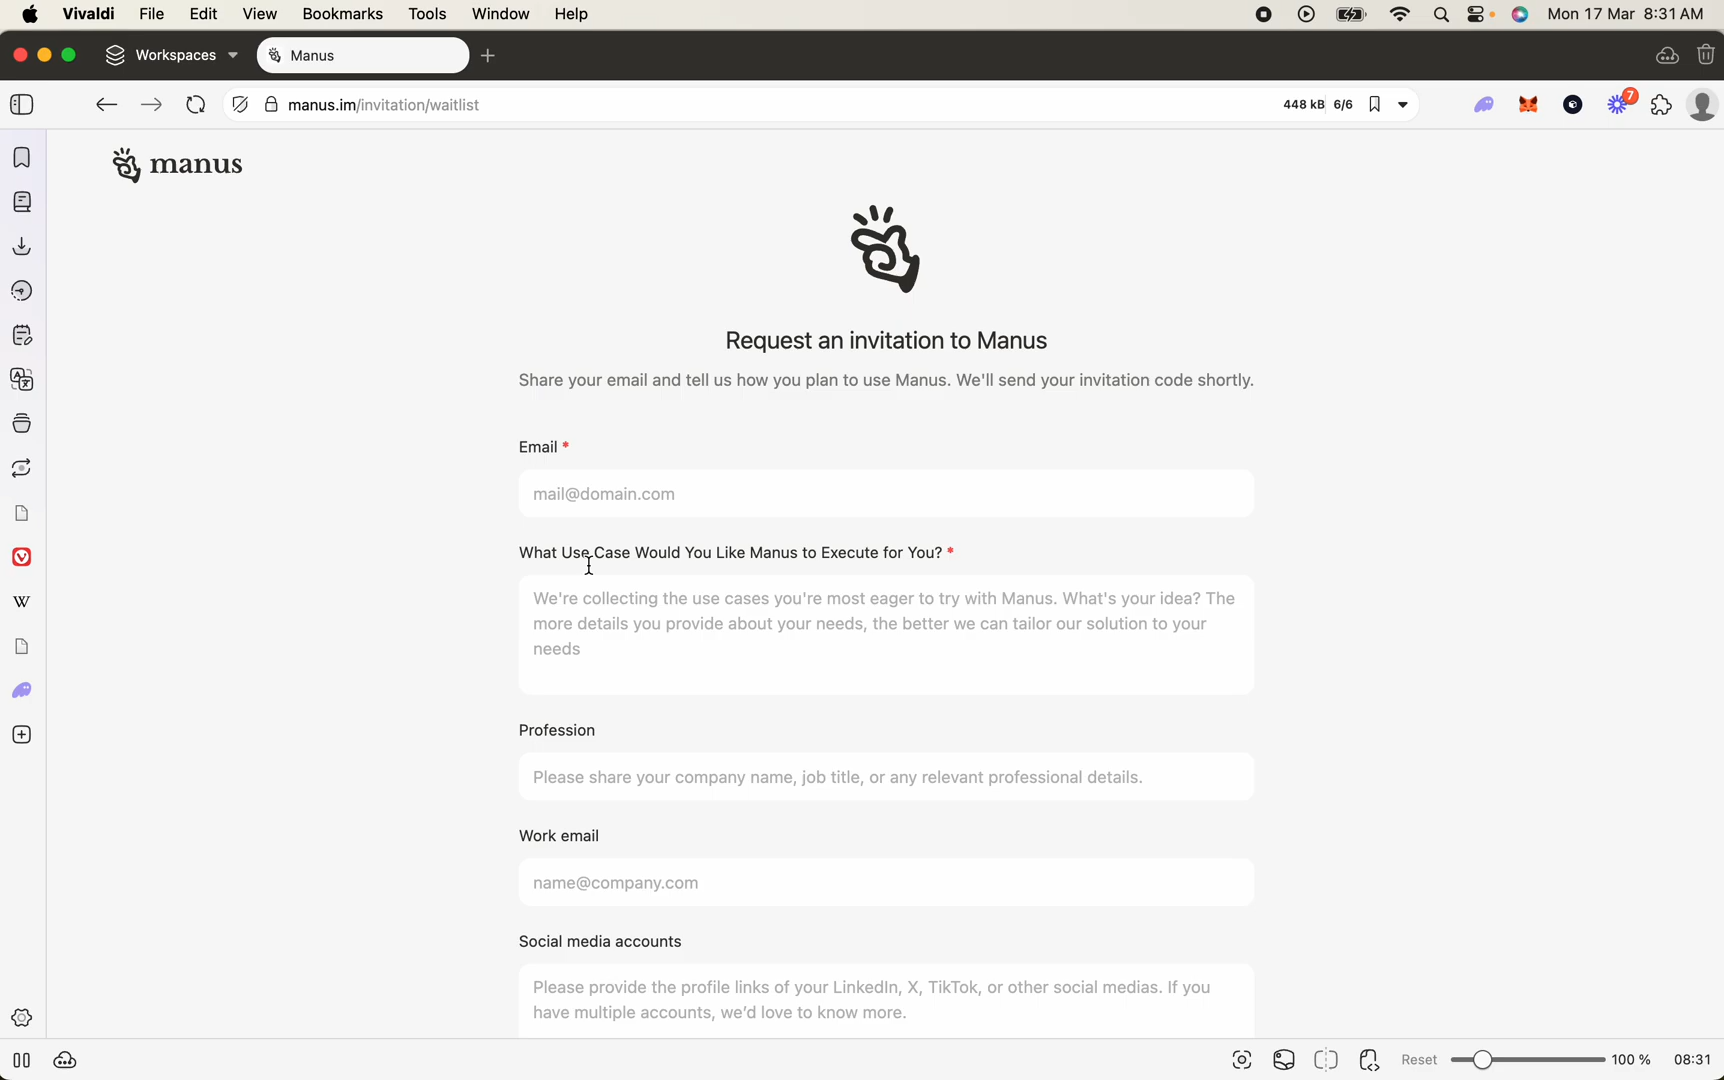 Vivaldi File Edit View Bookmarks Tools Window Help Mon 17 Mar 8:31 AM
Workspaces Manus
manus.im/invitation/waitlist 448 kB 6/6 7
manus
Request an invitation to Manus
Share your email and tell us how you plan to use Manus. We'll send your invitation code shortly.
Email *
mail@domain.com
What Use Case Would You Like Manus to Execute for You? *
We're collecting the use cases you're most eager to try with Manus. What's your idea? The
more details you provide about your needs, the better we can tailor our solution to your
needs
W
Profession
Please share your company name, job title, or any relevant professional details.
Work email
name@company.com
Social media accounts
Please provide the profile links of your LinkedIn, X, TikTok, or other social medias. If you
have multiple accounts, we'd love to know more.
Reset 100 % 08:31